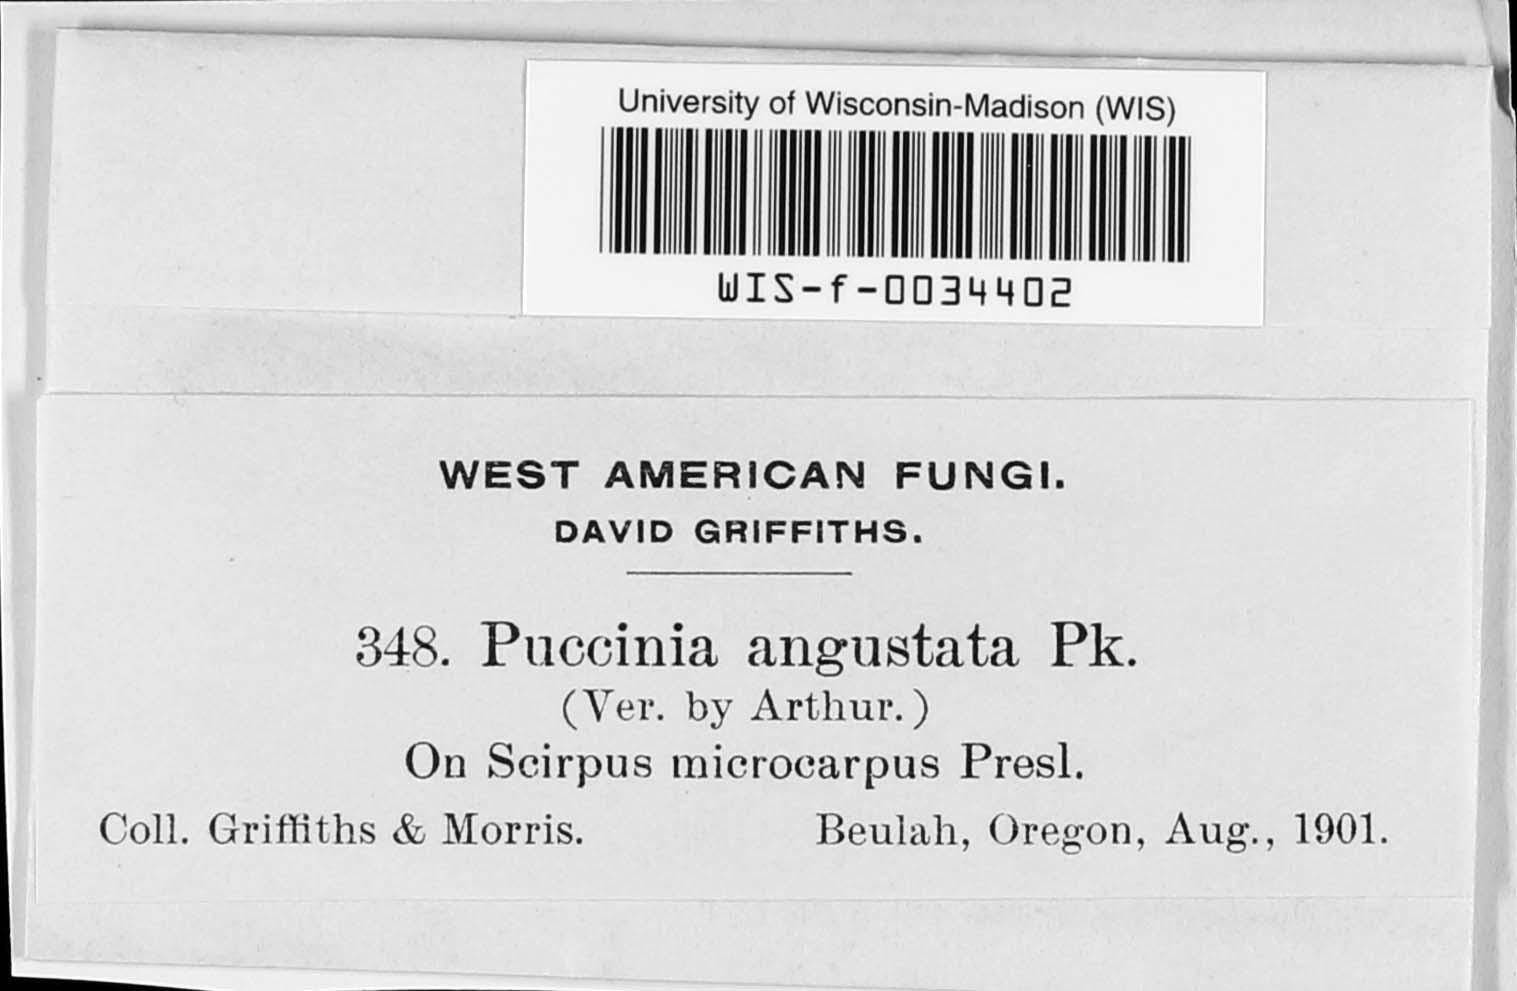 University of Wisconsin-Madison (WIS)
WIS-f-0034402
WEST AMERICAN FUNGI.
DAVID GRIFFITHS.
348. Puccinia angustata Pk.
(Ver. by Arthur.)
On Scirpus microcarpus Presl.
Coll. Griffiths & Morris. Beulah, Oregon, Aug., 1901.